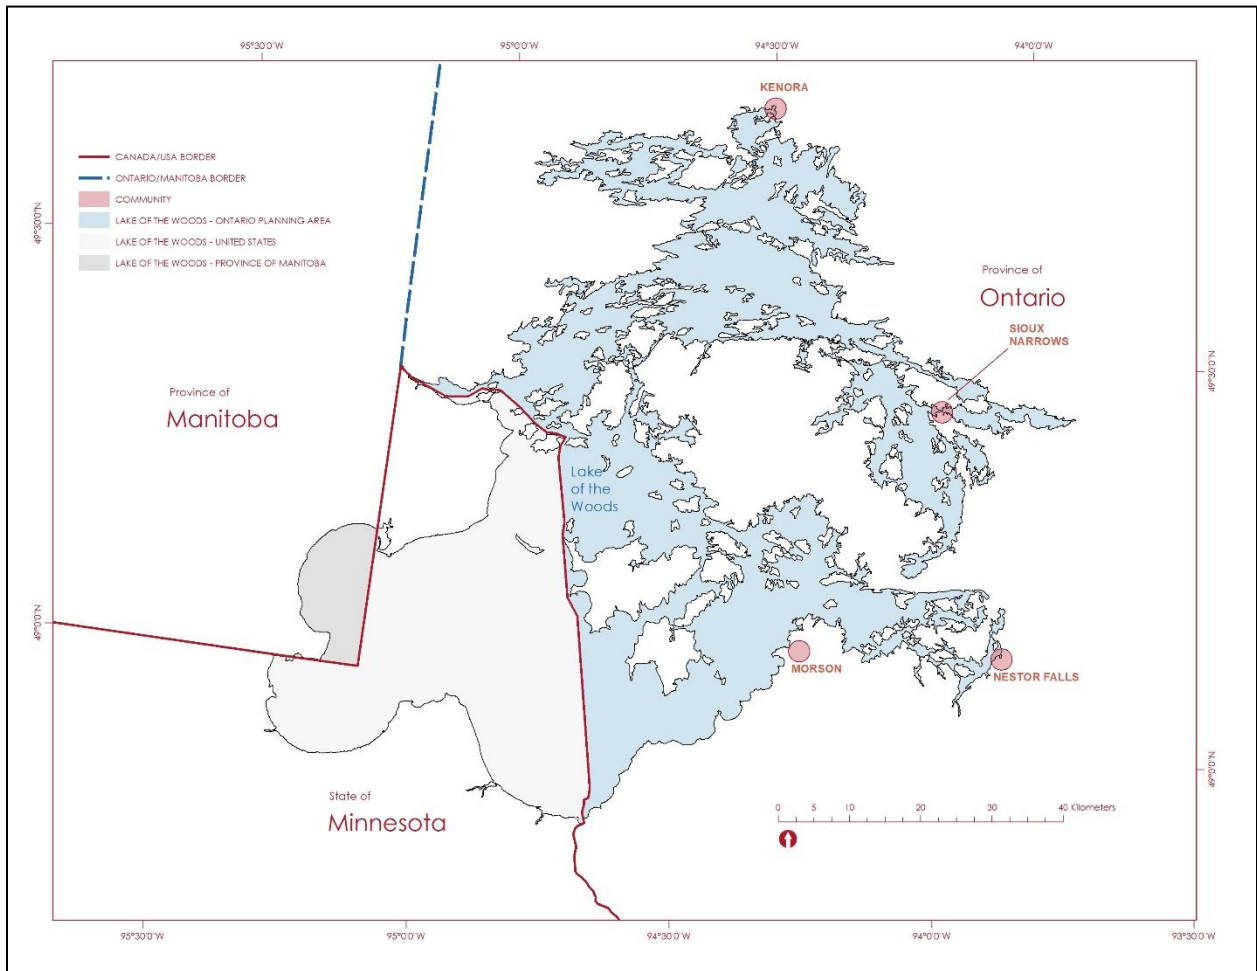 95°30'0"W
95°0'0"W
94°30'0"W
94°0'0"W
KENORA
CANADA/USA BORDER
ONTARIO/MANITOBA BORDER
COMMUNITY
LAKE OF THE WOODS - ONTARIO PLANNING AREA
LAKE OF THE WOODS - UNITED STATES
LAKE OF THE WOODS - PROVINCE OF MANITOBA
49°30'0"N
Province of
Ontario
SIOUX
NARROWS
49°30'0"N
Province of
Manitoba
Lake
of the
Woods
49°0'0"N
MORSON
NESTOR FALLS
State of
Minnesota
49°0'0"N
0 5 10 20 30 40 Kilometers
95°30'0"W
95°0'0"W
94°30'0"W
94°0'0"W
93°30'0"W